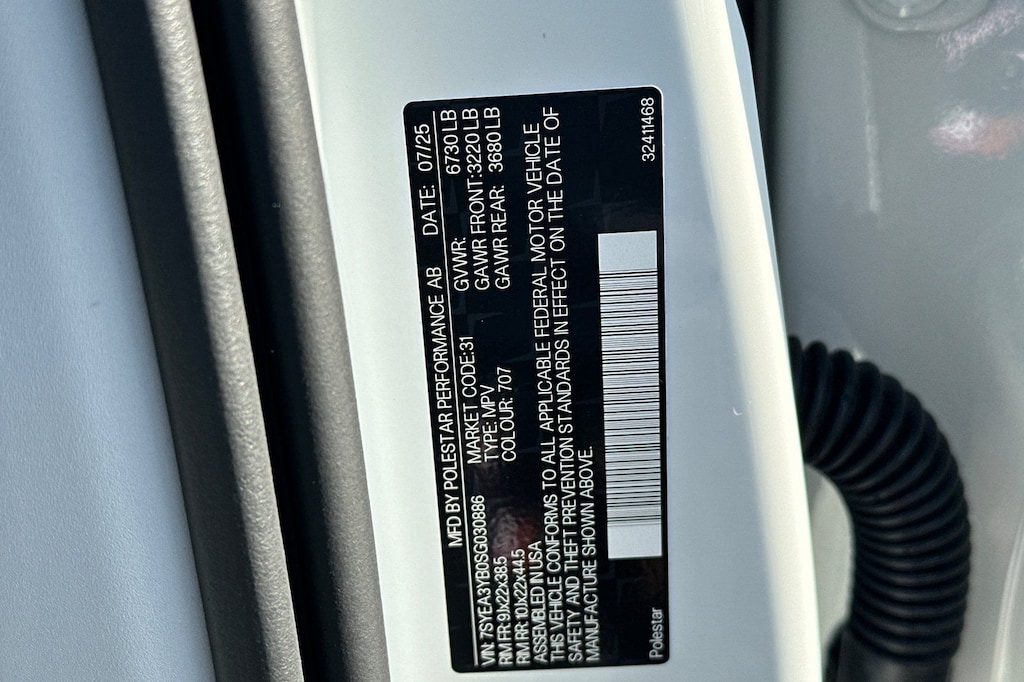 MFD BY POLESTAR PERFORMANCE AB DATE: 07/25
MARKET CODE:31 GVWR: 6730 LB
TYPE: MPV GAWR FRONT:3220 LB
COLOUR: 707 GAWR REAR: 3680 LB
VIN: 7SYEA3YB0SG030886
RIM FR: 9Jx22x38.5
RIM RR: 10Jx22x44.5
ASSEMBLED IN USA
THIS VEHICLE CONFORMS TO ALL APPLICABLE FEDERAL MOTOR VEHICLE
SAFETY AND THEFT PREVENTION STANDARDS IN EFFECT ON THE DATE OF
MANUFACTURE SHOWN ABOVE.
Polestar 32411468